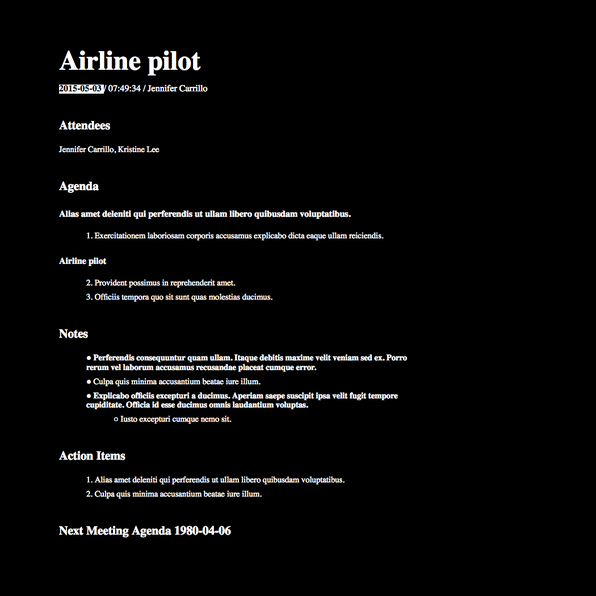 Airline pilot
2015-05-03 / 07:49:34 / Jennifer Carrillo
Attendees
Jennifer Carrillo, Kristine Lee
Agenda
Alias amet deleniti qui perferendis ut ullam libero quibusdam voluptatibus.
1. Exercitationem laboriosam corporis accusamus explicabo dicta eaque ullam reiciendis.
Airline pilot
2. Provident possimus in reprehenderit amet.
3. Officiis tempora quo sit sunt quas molestias ducimus.
Notes
● Perferendis consequuntur quam ullam. Itaque debitis maxime velit veniam sed ex. Porro
rerum vel laborum accusamus recusandae placeat cumque error.
● Culpa quis minima accusantium beatae iure illum.
● Explicabo officiis excepturi a ducimus. Aperiam saepe suscipit ipsa velit fugit tempore
cupiditate. Officia id esse ducimus omnis laudantium voluptas.
○ Iusto excepturi cumque nemo sit.
Action Items
1. Alias amet deleniti qui perferendis ut ullam libero quibusdam voluptatibus.
2. Culpa quis minima accusantium beatae iure illum.
Next Meeting Agenda 1980-04-06